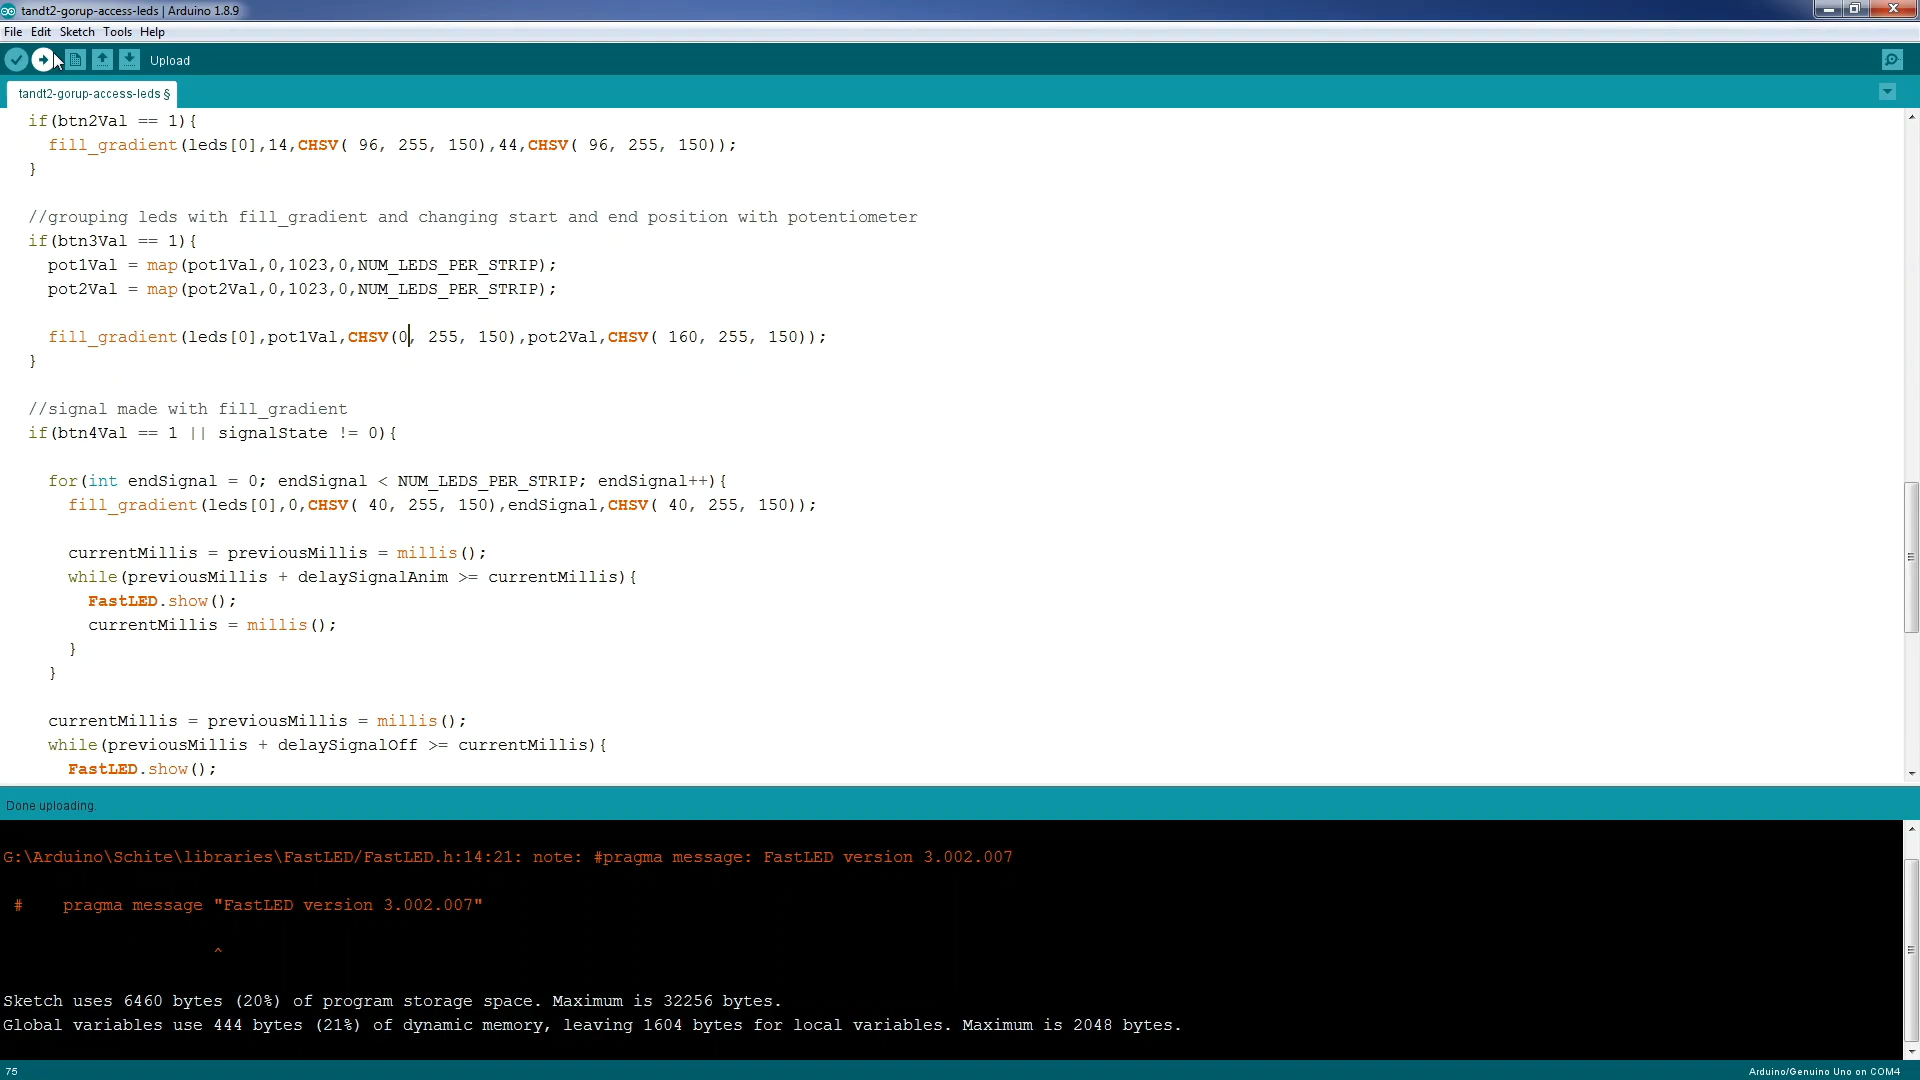 tandt2-gorup-access-leds | Arduino 1.8.9
File Edit Sketch Tools Help
Upload
tandt2-gorup-access-leds §
if(btn2Val == 1){
fill_gradient(leds[0],14,CHSV( 96, 255, 150),44,CHSV( 96, 255, 150));
}
//grouping leds with fill_gradient and changing start and end position with potentiometer
if(btn3Val == 1){
pot1Val = map(pot1Val,0,1023,0,NUM_LEDS_PER_STRIP);
pot2Val = map(pot2Val,0,1023,0,NUM_LEDS_PER_STRIP);
fill_gradient(leds[0],pot1Val,CHSV(0, 255, 150),pot2Val,CHSV( 160, 255, 150));
}
//signal made with fill_gradient
if(btn4Val == 1 || signalState != 0){
for(int endSignal = 0; endSignal < NUM_LEDS_PER_STRIP; endSignal++){
fill_gradient(leds[0],0,CHSV( 40, 255, 150),endSignal,CHSV( 40, 255, 150));
currentMillis = previousMillis = millis();
while(previousMillis + delaySignalAnim >= currentMillis){
FastLED.show();
currentMillis = millis();
}
}
currentMillis = previousMillis = millis();
while(previousMillis + delaySignalOff >= currentMillis){
FastLED.show();
Done uploading.
G:\Arduino\Schite\libraries\FastLED/FastLED.h:14:21: note: #pragma message: FastLED version 3.002.007
# pragma message "FastLED version 3.002.007"
^
Sketch uses 6460 bytes (20%) of program storage space. Maximum is 32256 bytes.
Global variables use 444 bytes (21%) of dynamic memory, leaving 1604 bytes for local variables. Maximum is 2048 bytes.
75 Arduino/Genuino Uno on COM4